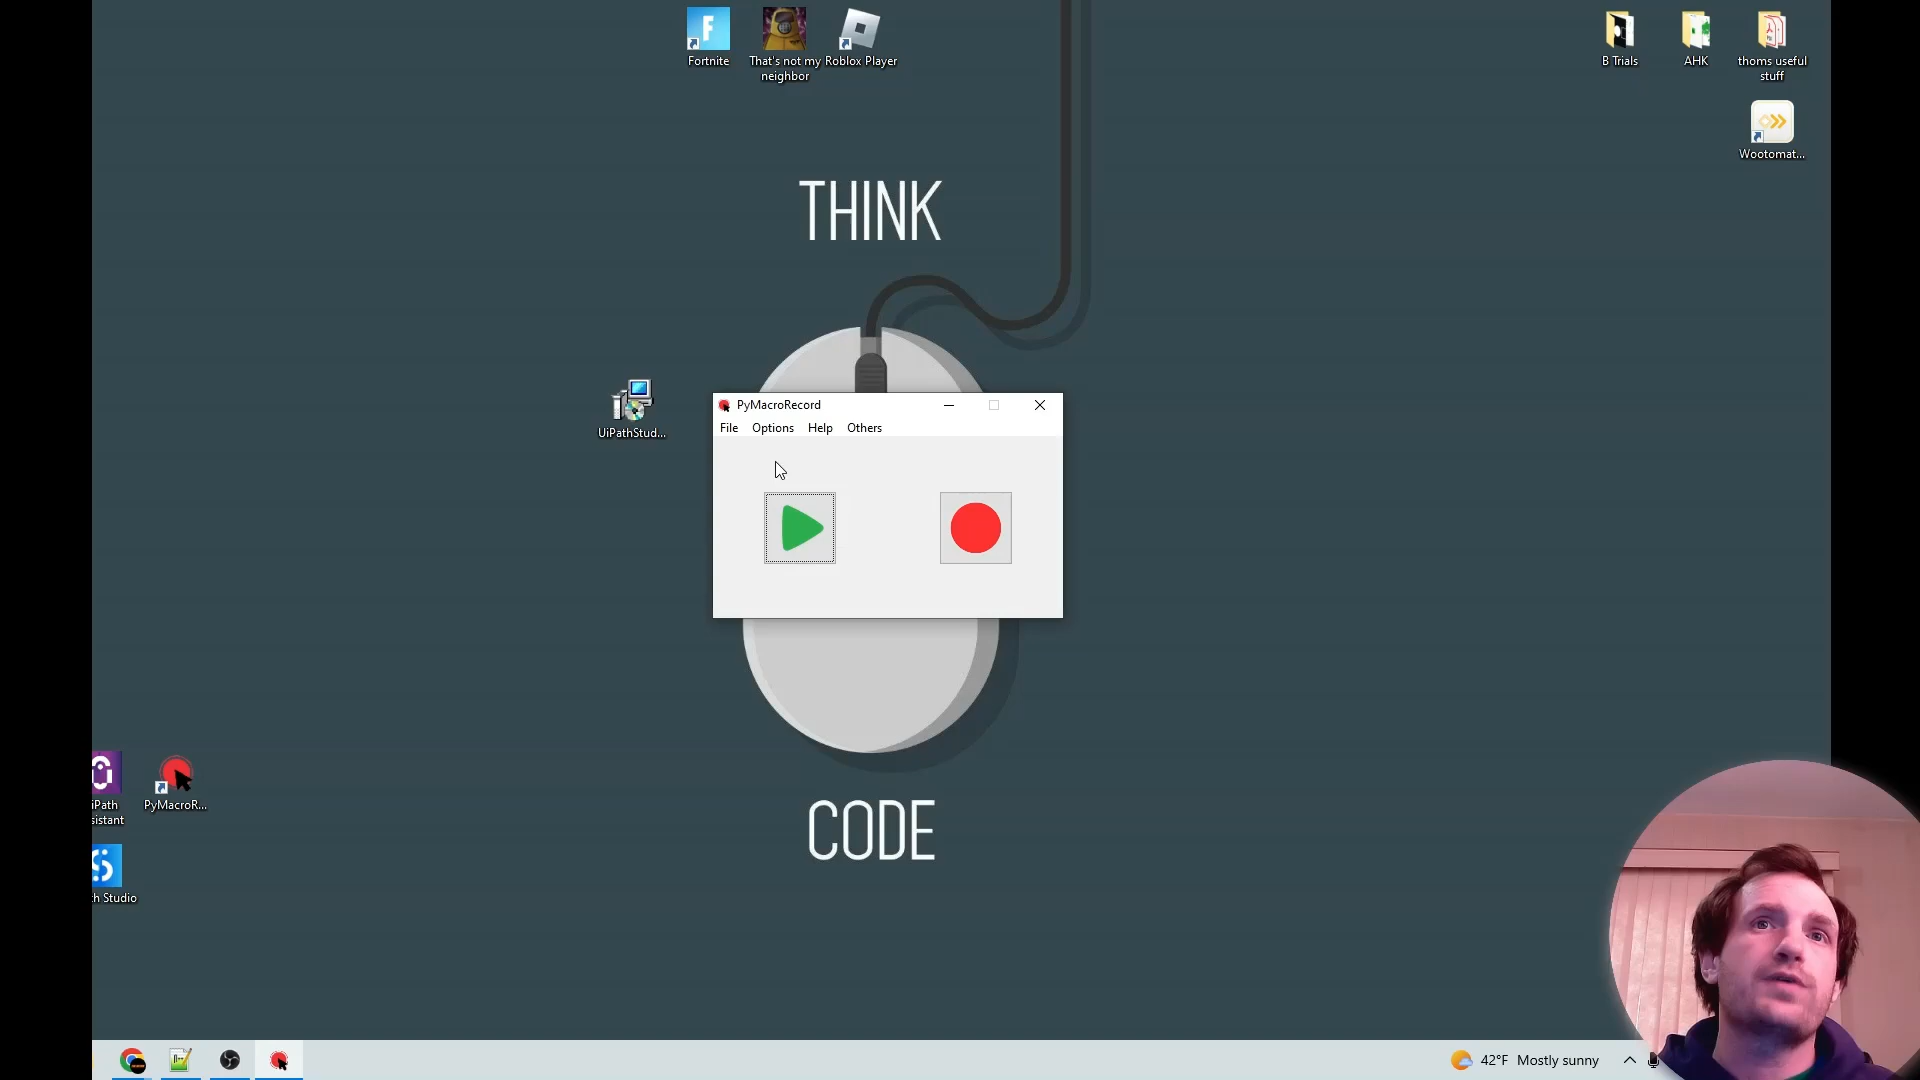 Fortnite
That's not my
neighbor
Roblox Player
B Trials
AHK
thoms useful
stuff
Wootomat...
THINK
UiPathStud...
PyMacroRecord
File Options Help Others
iPath
sistant
PyMacroR...
CODE
th Studio
42°F Mostly sunny